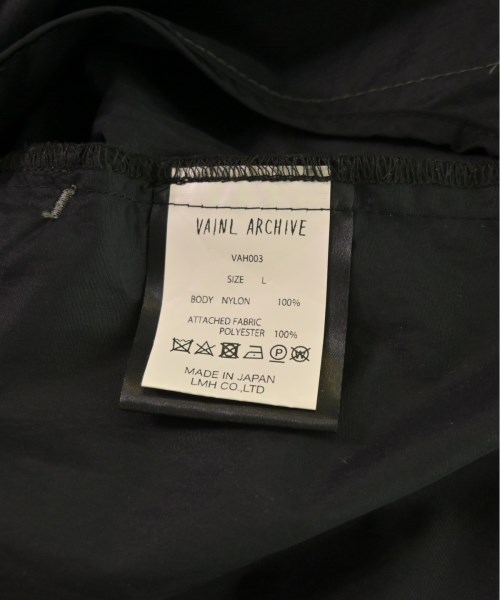 VAINL ARCHIVE
VAH003
SIZE L
BODY NYLON 100%
ATTACHED FABRIC
POLYESTER 100%
MADE IN JAPAN
LMH CO.,LTD